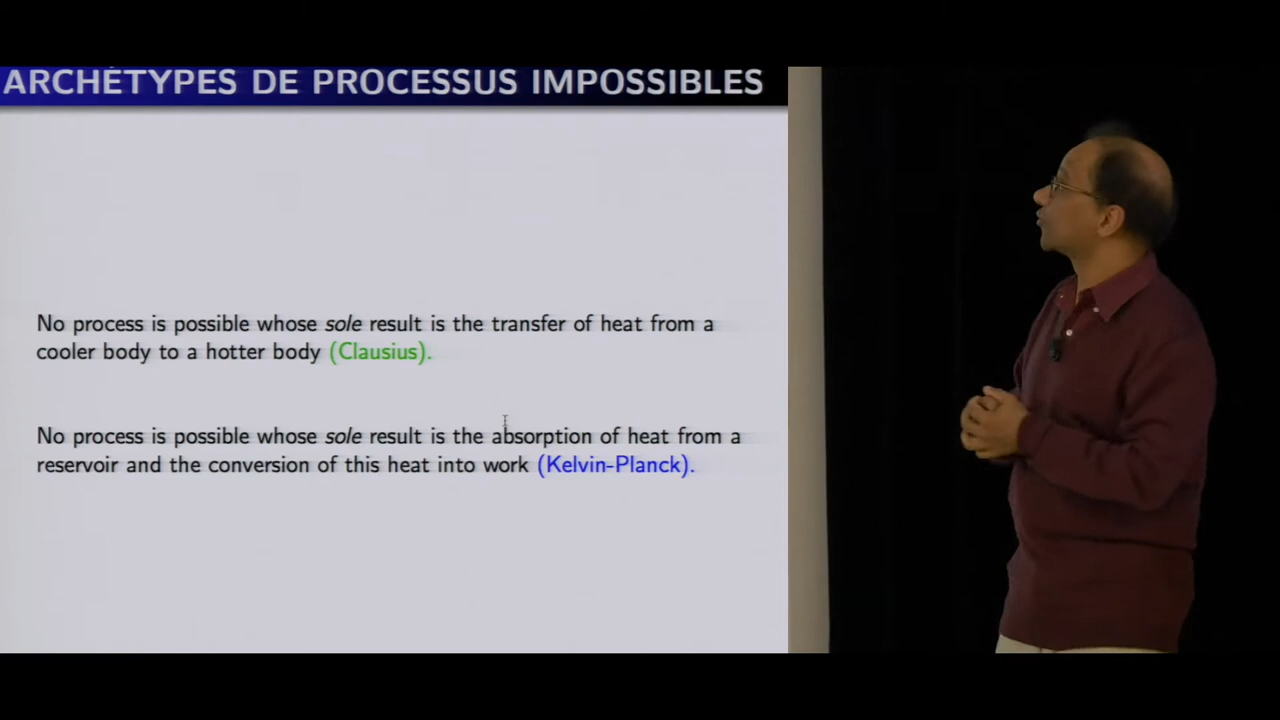 ARCHÉTYPES DE PROCESSUS IMPOSSIBLES
No process is possible whose sole result is the transfer of heat from a
cooler body to a hotter body (Clausius).
No process is possible whose sole result is the absorption of heat from a
reservoir and the conversion of this heat into work (Kelvin-Planck).